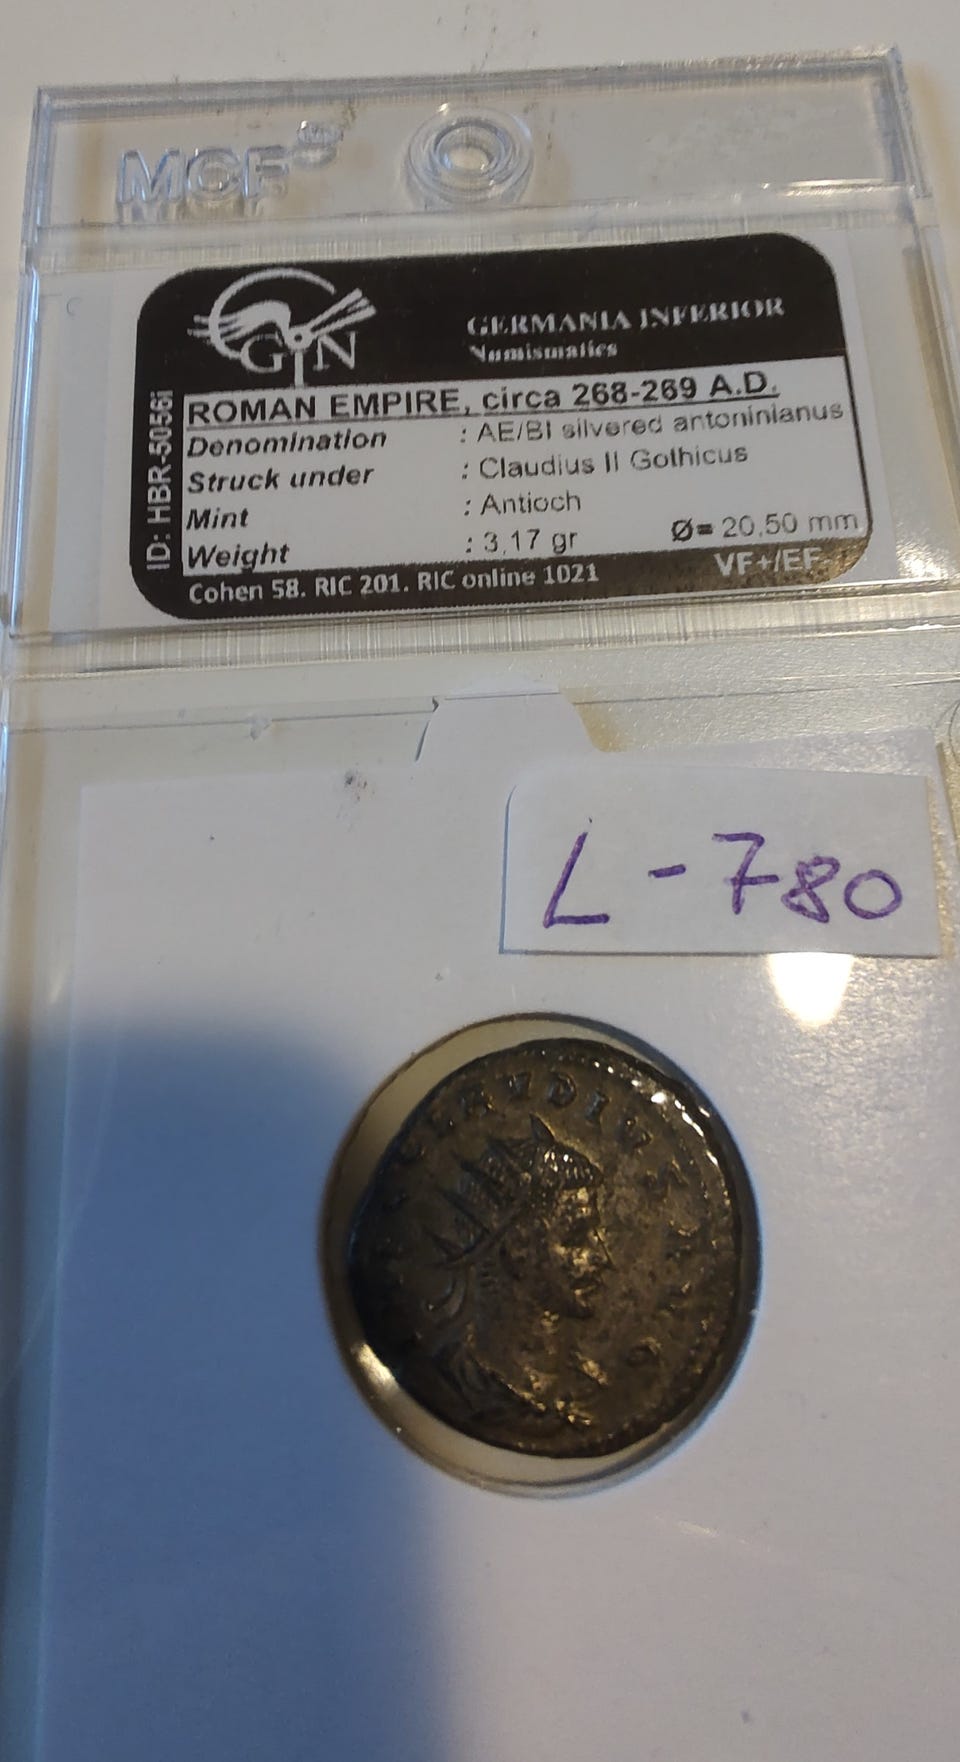 MCF
GN
GERMANIA INFERIOR
Numismatics
ID: HBR-5056i
ROMAN EMPIRE, circa 268-269 A.D.
Denomination : AE/BI silvered antoninianus
Struck under : Claudius II Gothicus
Mint : Antioch
Weight : 3,17 gr Ø= 20,50 mm
Cohen 58. RIC 201. RIC online 1021 VF+/EF-
L-780